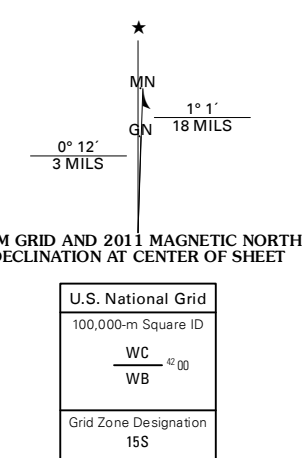 ★
MN
1° 1´
18 MILS
GN
0° 12´
3 MILS
M GRID AND 2011 MAGNETIC NORTH
DECLINATION AT CENTER OF SHEET
U.S. National Grid
100,000-m Square ID
WC
42 00
WB
Grid Zone Designation
15S